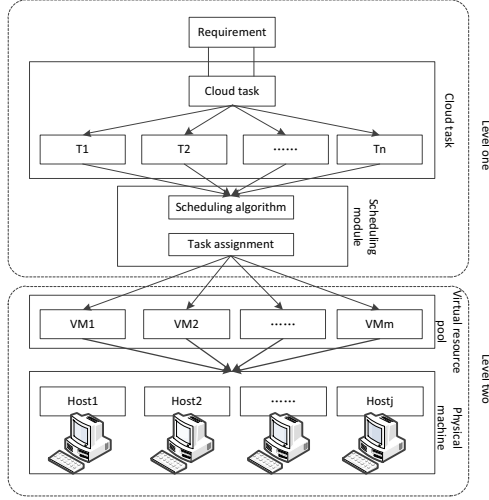 Requirement
Cloud task
T1
T2
......
Tn
Cloud task
Level one
Scheduling algorithm
Task assignment
Scheduling
module
VM1
VM2
......
VMm
Virtual resource
pool
Level two
Host1
Host2
......
Hostj
Physical
machine